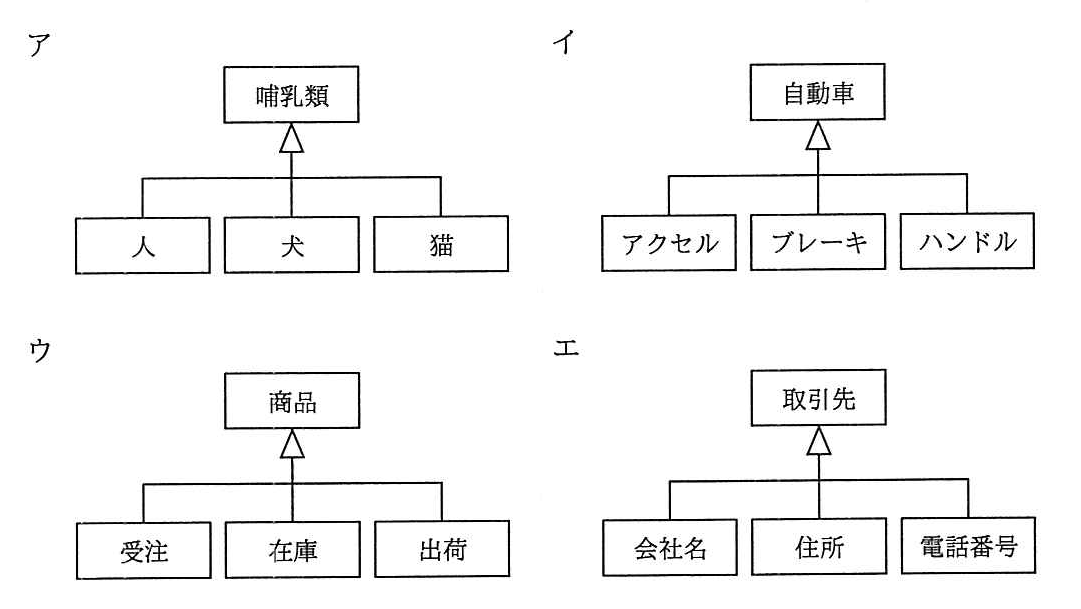 ア
哺乳類
人
犬
猫
イ
自動車
アクセル
ブレーキ
ハンドル
ウ
商品
受注
在庫
出荷
エ
取引先
会社名
住所
電話番号